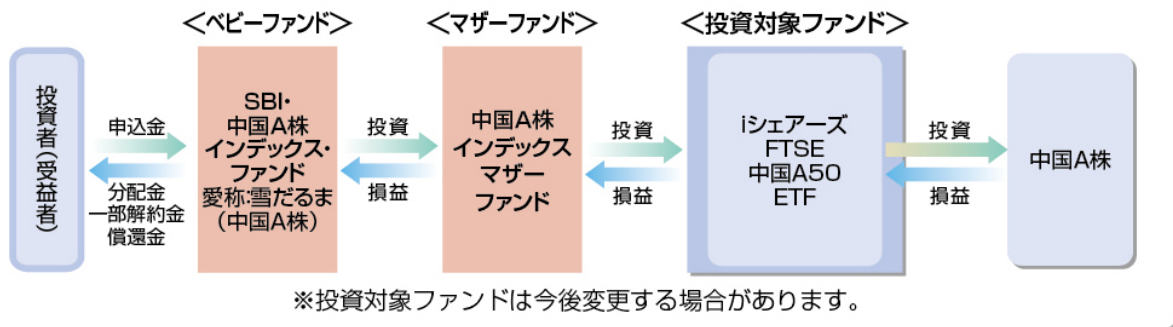 <ベビーファンド>
<マザーファンド>
<投資対象ファンド>
投資者(受益者)
申込金
分配金
一部解約金
償還金
SBI・
中国A株
インデックス・
ファンド
愛称:雪だるま
(中国A株)
投資
損益
中国A株
インデックス
マザー
ファンド
投資
損益
iシェアーズ
FTSE
中国A50
ETF
投資
損益
中国A株
※投資対象ファンドは今後変更する場合があります。